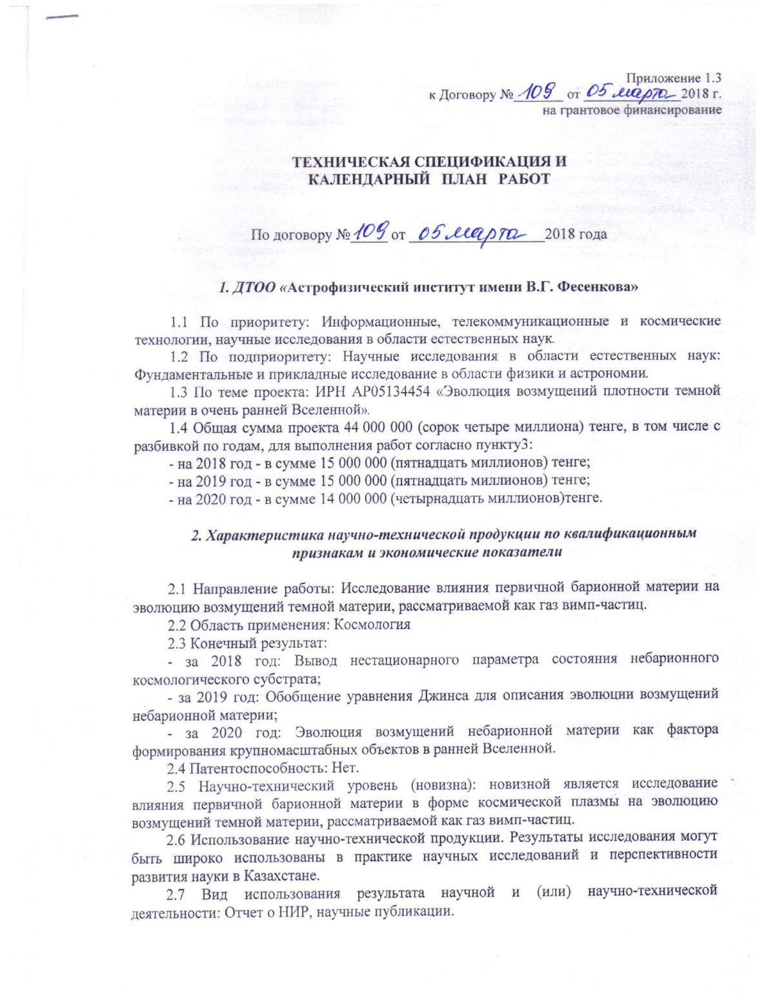 Приложение 1.3
к Договору № 109 от 05 марта 2018 г.
на грантовое финансирование
ТЕХНИЧЕСКАЯ СПЕЦИФИКАЦИЯ И
КАЛЕНДАРНЫЙ ПЛАН РАБОТ
По договору № 109 от 05 марта 2018 года
1. ДТОО «Астрофизический институт имени В.Г. Фесенкова»
1.1 По приоритету: Информационные, телекоммуникационные и космические
технологии, научные исследования в области естественных наук.
1.2 По подприоритету: Научные исследования в области естественных наук:
Фундаментальные и прикладные исследование в области физики и астрономии.
1.3 По теме проекта: ИРН АР05134454 «Эволюция возмущений плотности темной
материи в очень ранней Вселенной».
1.4 Общая сумма проекта 44 000 000 (сорок четыре миллиона) тенге, в том числе с
разбивкой по годам, для выполнения работ согласно пункту3:
- на 2018 год - в сумме 15 000 000 (пятнадцать миллионов) тенге;
- на 2019 год - в сумме 15 000 000 (пятнадцать миллионов) тенге;
- на 2020 год - в сумме 14 000 000 (четырнадцать миллионов)тенге.
2. Характеристика научно-технической продукции по квалификационным
признакам и экономические показатели
2.1 Направление работы: Исследование влияния первичной барионной материи на
эволюцию возмущений темной материи, рассматриваемой как газ вимп-частиц.
2.2 Область применения: Космология
2.3 Конечный результат:
- за 2018 год: Вывод нестационарного параметра состояния небарионного
космологического субстрата;
- за 2019 год: Обобщение уравнения Джинса для описания эволюции возмущений
небарионной материи;
- за 2020 год: Эволюция возмущений небарионной материи как фактора
формирования крупномасштабных объектов в ранней Вселенной.
2.4 Патентоспособность: Нет.
2.5 Научно-технический уровень (новизна): новизной является исследование
влияния первичной барионной материи в форме космической плазмы на эволюцию
возмущений темной материи, рассматриваемой как газ вимп-частиц.
2.6 Использование научно-технической продукции. Результаты исследования могут
быть широко использованы в практике научных исследований и перспективности
развития науки в Казахстане.
2.7 Вид использования результата научной и (или) научно-технической
деятельности: Отчет о НИР, научные публикации.